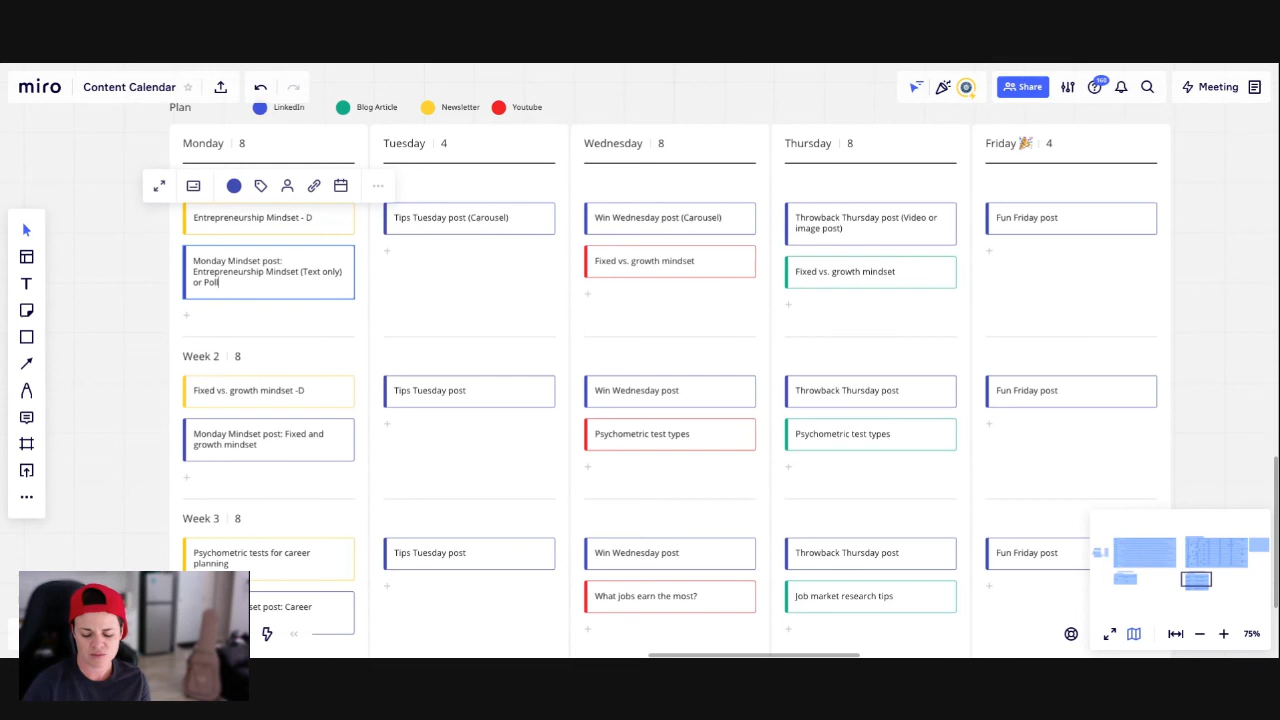 miro
Content Calendar
160
Share
Meeting
Plan
LinkedIn
Blog Article
Newsletter
Youtube
Monday 8
Tuesday 4
Wednesday 8
Thursday 8
Friday 🎉 4
Entrepreneurship Mindset - D
Tips Tuesday post (Carousel)
Win Wednesday post (Carousel)
Throwback Thursday post (Video or
image post)
Fun Friday post
Monday Mindset post:
Entrepreneurship Mindset (Text only)
or Poll
Fixed vs. growth mindset
Fixed vs. growth mindset
Week 2 8
Fixed vs. growth mindset -D
Tips Tuesday post
Win Wednesday post
Throwback Thursday post
Fun Friday post
Monday Mindset post: Fixed and
growth mindset
Psychometric test types
Psychometric test types
Week 3 8
Psychometric tests for career
planning
Tips Tuesday post
Win Wednesday post
Throwback Thursday post
Fun Friday post
set post: Career
What jobs earn the most?
Job market research tips
75%